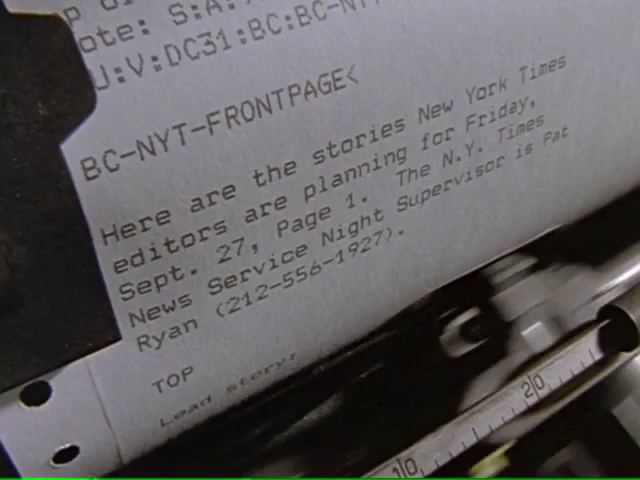 ote: S:A:
U:V:DC31:BC:BC-NY
BC-NYT-FRONTPAGE<
Here are the stories New York Times
editors are planning for Friday,
Sept. 27, Page 1. The N.Y. Times
News Service Night Supervisor is Pat
Ryan (212-556-1927).
TOP
Lead story:
10 20